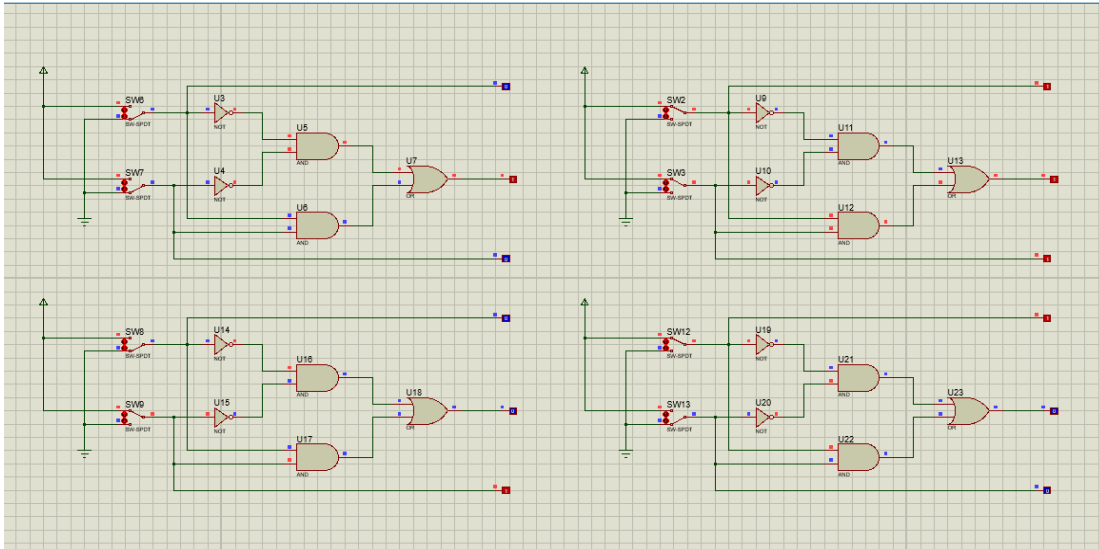 SW6
SW-SPDT
U3
NOT
U5
AND
0
SW7
SW-SPDT
U4
NOT
U7
OR
1
U6
AND
0
SW2
SW-SPDT
U9
NOT
U11
AND
1
SW3
SW-SPDT
U10
NOT
U13
OR
1
U12
AND
1
SW8
SW-SPDT
U14
NOT
U16
AND
0
SW9
SW-SPDT
U15
NOT
U18
OR
0
U17
AND
1
SW12
SW-SPDT
U19
NOT
U21
AND
1
SW13
SW-SPDT
U20
NOT
U23
OR
0
U22
AND
0